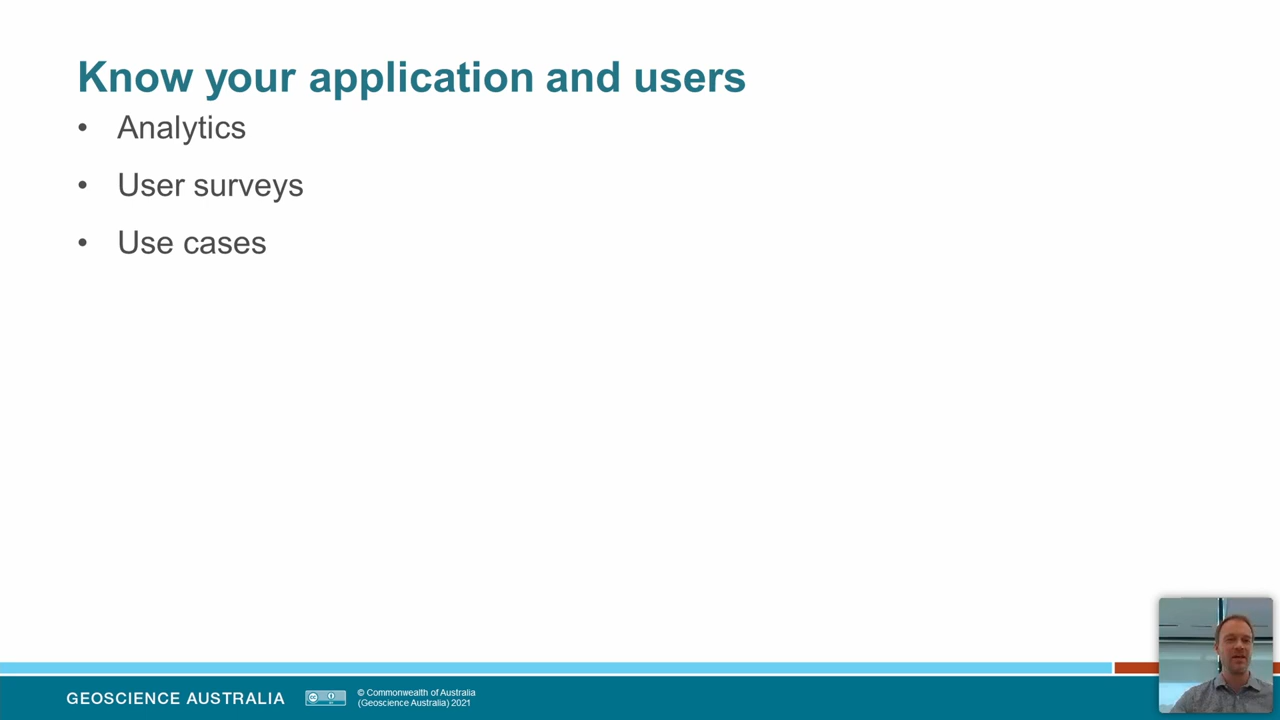 Know your application and users
• Analytics
• User surveys
• Use cases
GEOSCIENCE AUSTRALIA
© Commonwealth of Australia
(Geoscience Australia) 2021